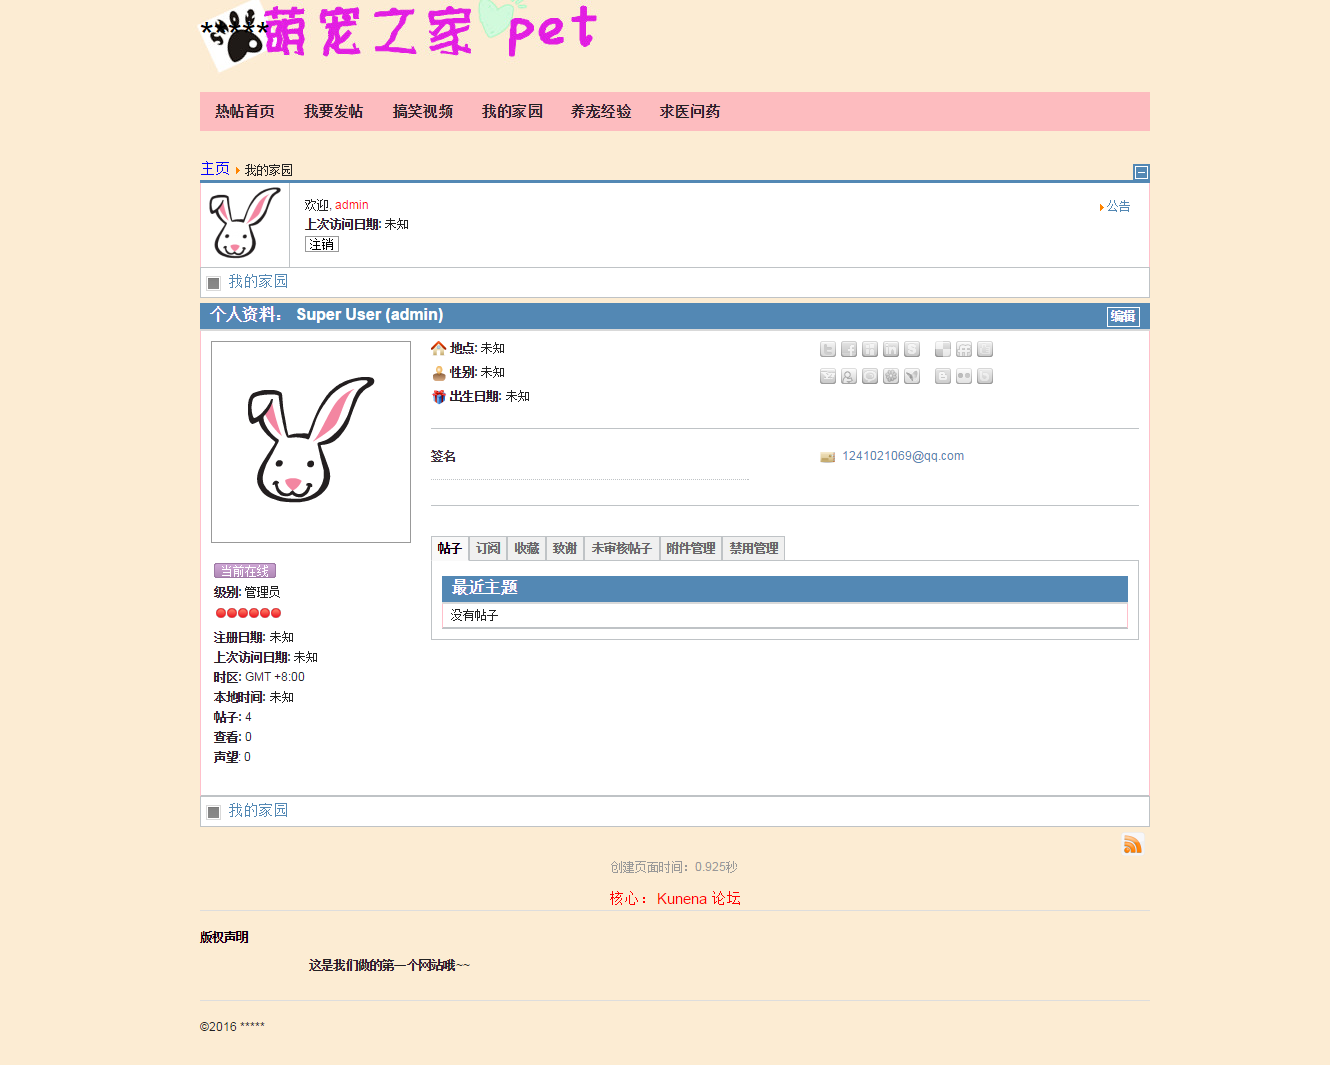 *****萌宠之家 pet
热帖首页 我要发帖 搞笑视频 我的家园 养宠经验 求医问药
主页 我的家园
欢迎, admin
公告
上次访问日期: 未知
注销
我的家园
个人资料： Super User (admin)
编辑
地点: 未知
性别: 未知
出生日期: 未知
签名
1241021069@qq.com
帖子 订阅 收藏 致谢 未审核帖子 附件管理 禁用管理
最近主题
没有帖子
当前在线
级别: 管理员
注册日期: 未知
上次访问日期: 未知
时区: GMT +8:00
本地时间: 未知
帖子: 4
查看: 0
声望: 0
我的家园
创建页面时间：0.925秒
核心： Kunena 论坛
版权声明
这是我们做的第一个网站哦~~
©2016 *****